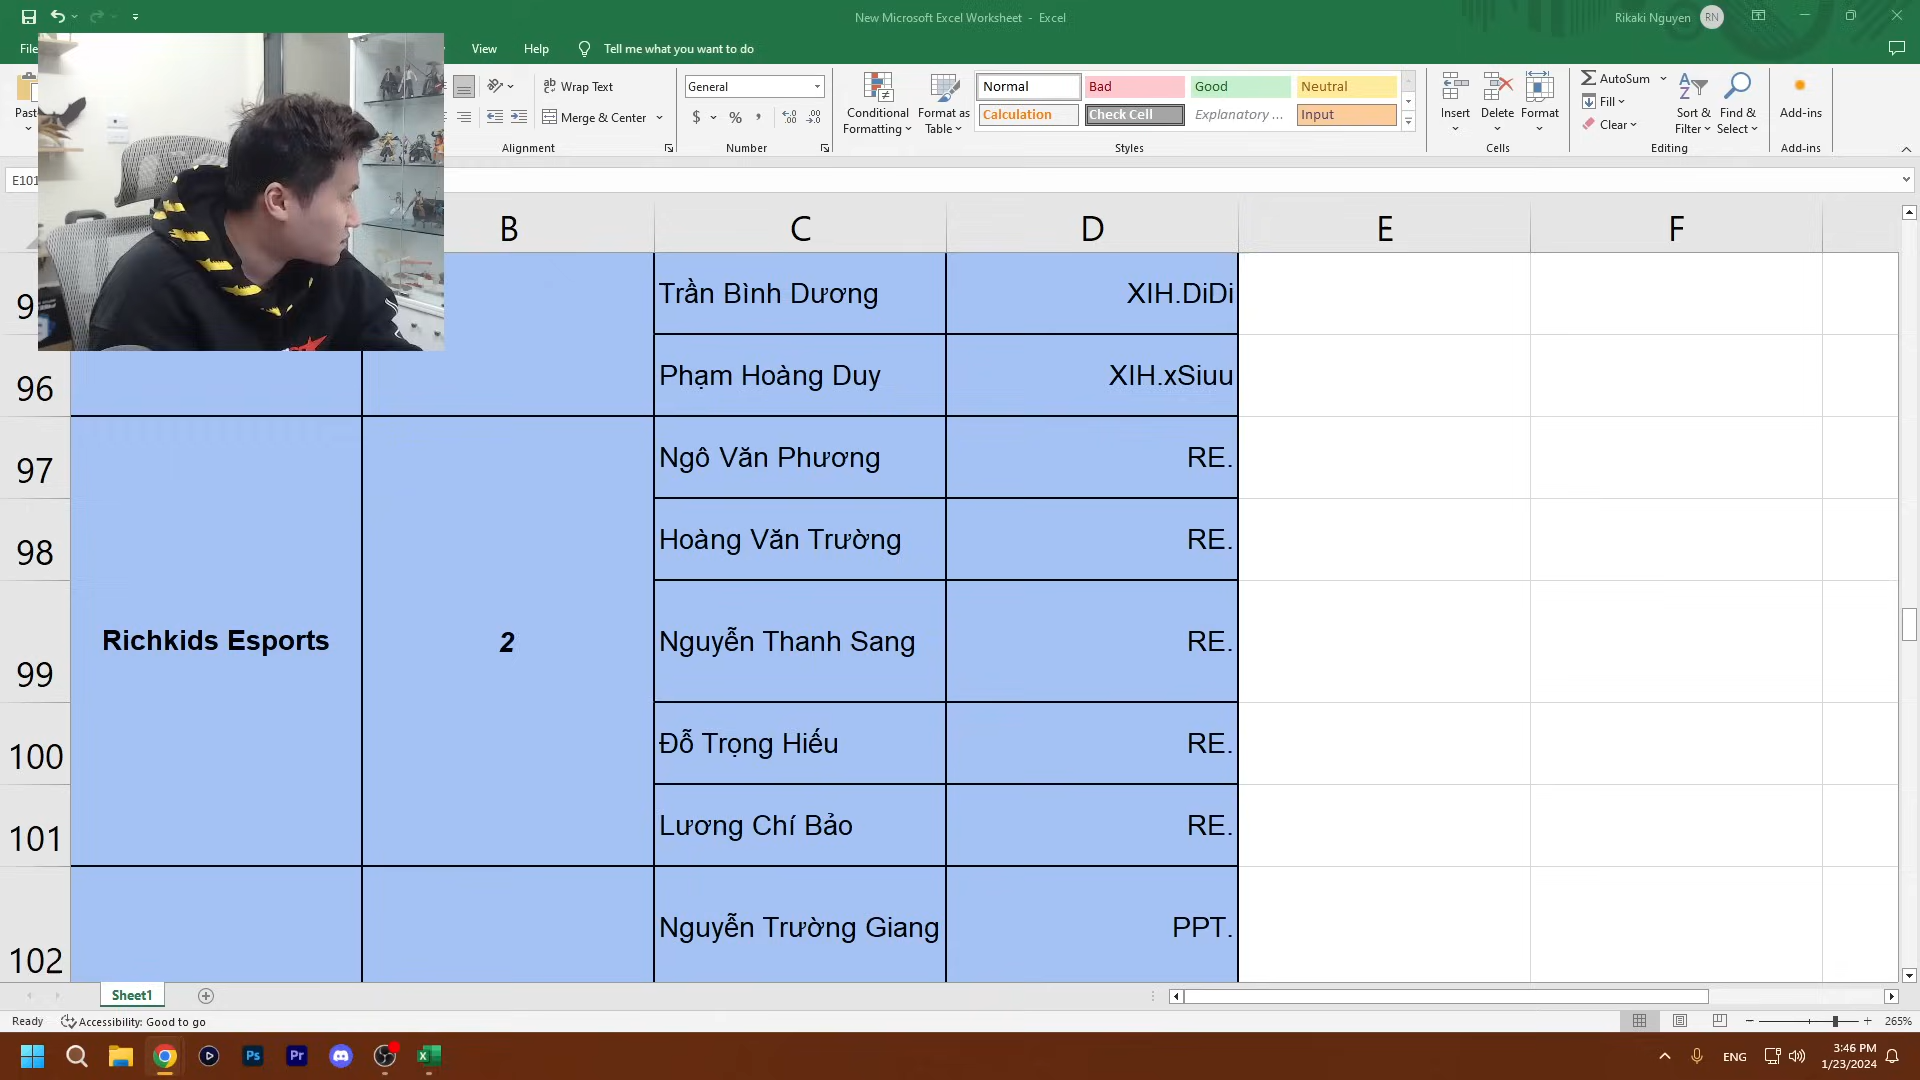 New Microsoft Excel Worksheet - Excel
Rikaki Nguyen
RN
View
Help
Tell me what you want to do
Paste
Wrap Text
Merge & Center
General
$ %
Conditional Formatting
Format as Table
Normal
Bad
Good
Neutral
Calculation
Check Cell
Explanatory ...
Input
Insert
Delete
Format
AutoSum
Fill
Clear
Sort & Filter
Find & Select
Add-ins
Alignment
Number
Styles
Cells
Editing
Add-ins
E101
B C D E F
Trần Bình Dương XIH.DiDi
96 Phạm Hoàng Duy XIH.xSiuu
97 Ngô Văn Phương RE.
98 Hoàng Văn Trường RE.
99 Richkids Esports 2 Nguyễn Thanh Sang RE.
100 Đỗ Trọng Hiếu RE.
101 Lương Chí Bảo RE.
102 Nguyễn Trường Giang PPT.
Sheet1
Ready
Accessibility: Good to go
265%
Ps
Pr
ENG
3:46 PM
1/23/2024